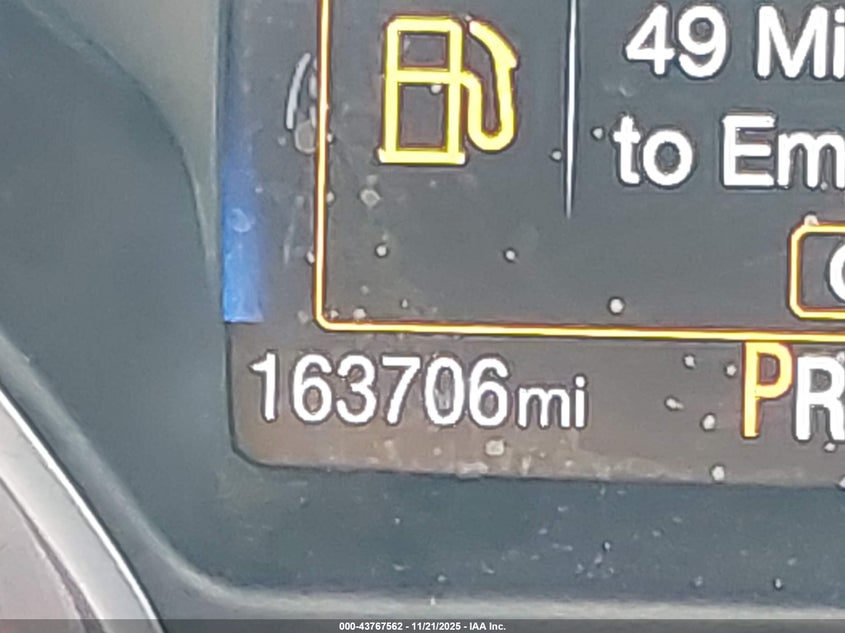 49 Mi
to Em
163706mi PR
000-43767562 - 11/21/2025 - IAA Inc.